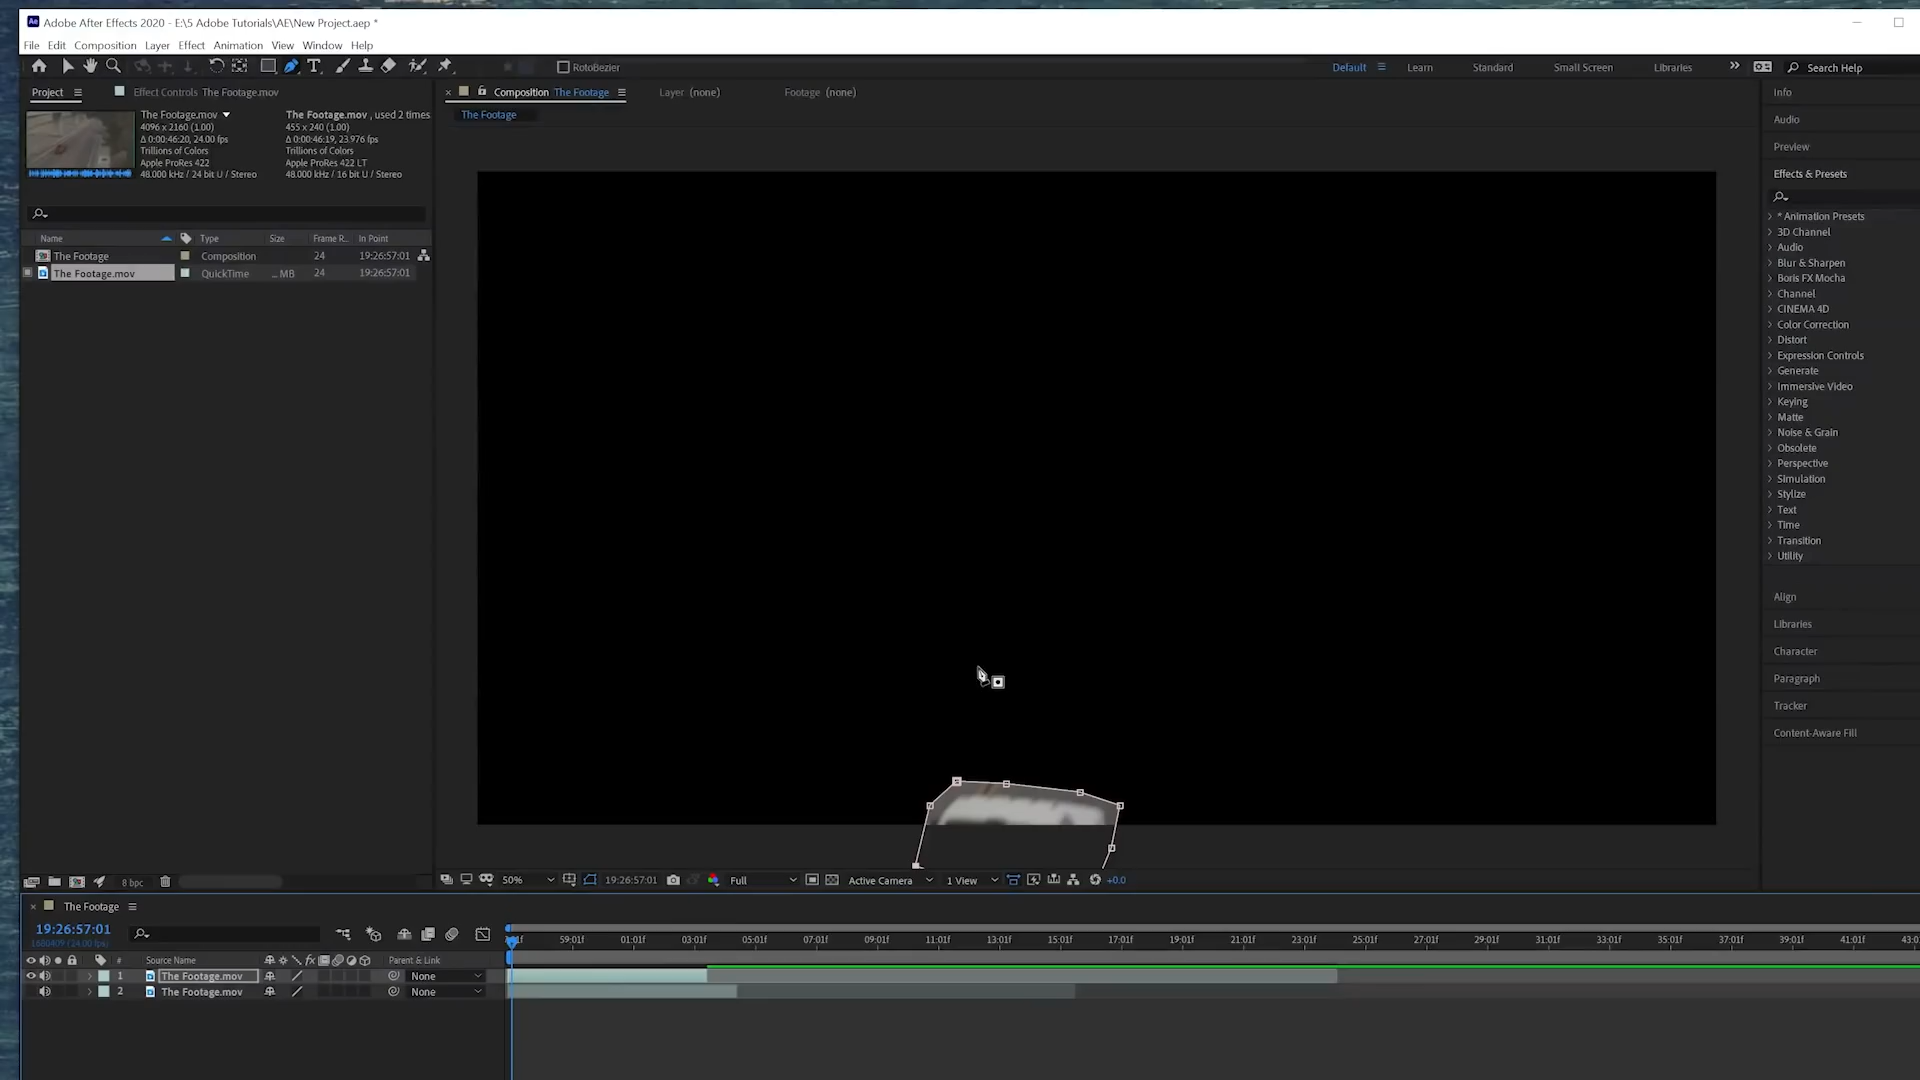 Adobe After Effects 2020 - E:\5 Adobe Tutorials\AE\New Project.aep *
File Edit Composition Layer Effect Animation View Window Help
RotoBezier
Default Learn Standard Small Screen Libraries Search Help
Project Effect Controls The Footage.mov
Composition The Footage Layer (none) Footage (none)
The Footage
The Footage.mov
4096 x 2160 (1.00)
Δ 0:00:46:20, 24.00 fps
Trillions of Colors
Apple ProRes 422
48.000 kHz / 24 bit U / Stereo
The Footage.mov , used 2 times
455 x 240 (1.00)
Δ 0:00:46:19, 23.976 fps
Trillions of Colors
Apple ProRes 422 LT
48.000 kHz / 16 bit U / Stereo
Name Type Size Frame R... In Point
The Footage Composition 24 19:26:57:01
The Footage.mov QuickTime ... MB 24 19:26:57:01
Info
Audio
Preview
Effects & Presets
* Animation Presets
3D Channel
Audio
Blur & Sharpen
Boris FX Mocha
Channel
CINEMA 4D
Color Correction
Distort
Expression Controls
Generate
Immersive Video
Keying
Matte
Noise & Grain
Obsolete
Perspective
Simulation
Stylize
Text
Time
Transition
Utility
Align
Libraries
Character
Paragraph
Tracker
Content-Aware Fill
8 bpc
50% 19:26:57:01 Full Active Camera 1 View +0.0
The Footage
19:26:57:01
1680409 (24.00 fps)
59:01f 01:01f 03:01f 05:01f 07:01f 09:01f 11:01f 13:01f 15:01f 17:01f 19:01f 21:01f 23:01f 25:01f 27:01f 29:01f 31:01f 33:01f 35:01f 37:01f 39:01f 41:01f 43:0
# Source Name fx Parent & Link
1 The Footage.mov None
2 The Footage.mov None